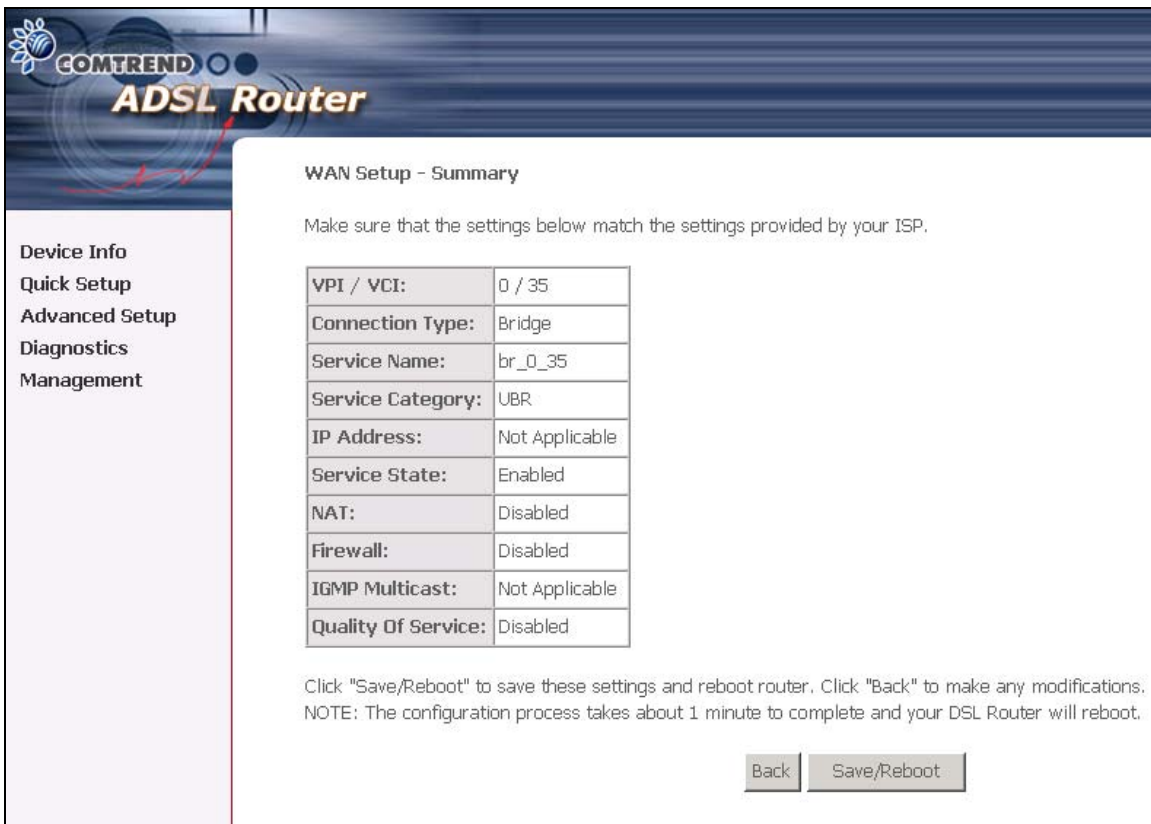 COMTREND
ADSL Router
Device Info
Quick Setup
Advanced Setup
Diagnostics
Management
WAN Setup - Summary
Make sure that the settings below match the settings provided by your ISP.
VPI / VCI: 0 / 35
Connection Type: Bridge
Service Name: br_0_35
Service Category: UBR
IP Address: Not Applicable
Service State: Enabled
NAT: Disabled
Firewall: Disabled
IGMP Multicast: Not Applicable
Quality Of Service: Disabled
Click "Save/Reboot" to save these settings and reboot router. Click "Back" to make any modifications.
NOTE: The configuration process takes about 1 minute to complete and your DSL Router will reboot.
Back Save/Reboot